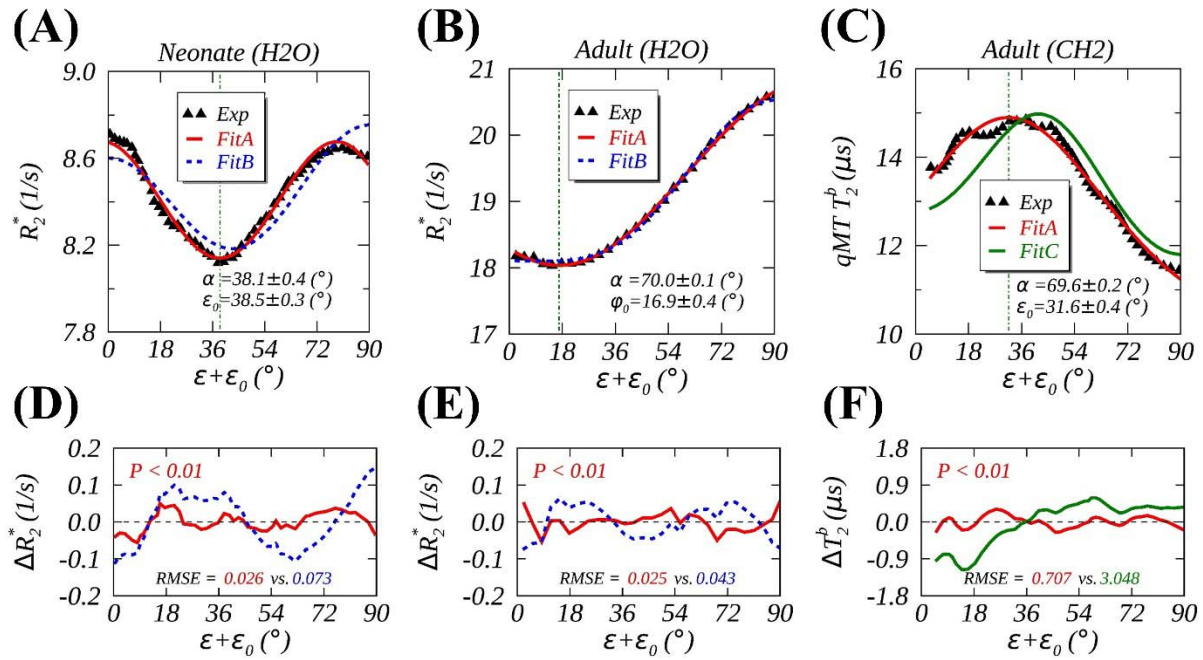 (A)
Neonate (H2O)
9.0
8.6
8.2
7.8
R2* (1/s)
Exp
FitA
FitB
α =38.1±0.4 (°)
ε0=38.5±0.3 (°)
0 18 36 54 72 90
ε+ε0 (°)
(B)
Adult (H2O)
21
20
19
18
17
R2* (1/s)
Exp
FitA
FitB
α =70.0±0.1 (°)
φ0=16.9±0.4 (°)
0 18 36 54 72 90
ε+ε0 (°)
(C)
Adult (CH2)
16
14
12
10
qMT T2b (µs)
Exp
FitA
FitC
α =69.6±0.2 (°)
ε0=31.6±0.4 (°)
0 18 36 54 72 90
ε+ε0 (°)
(D)
0.2
0.1
0.0
-0.1
-0.2
ΔR2* (1/s)
P < 0.01
RMSE = 0.026 vs. 0.073
0 18 36 54 72 90
ε+ε0 (°)
(E)
0.2
0.1
0.0
-0.1
-0.2
ΔR2* (1/s)
P < 0.01
RMSE = 0.025 vs. 0.043
0 18 36 54 72 90
ε+ε0 (°)
(F)
1.8
0.9
0.0
-0.9
-1.8
ΔT2b (µs)
P < 0.01
RMSE = 0.707 vs. 3.048
0 18 36 54 72 90
ε+ε0 (°)